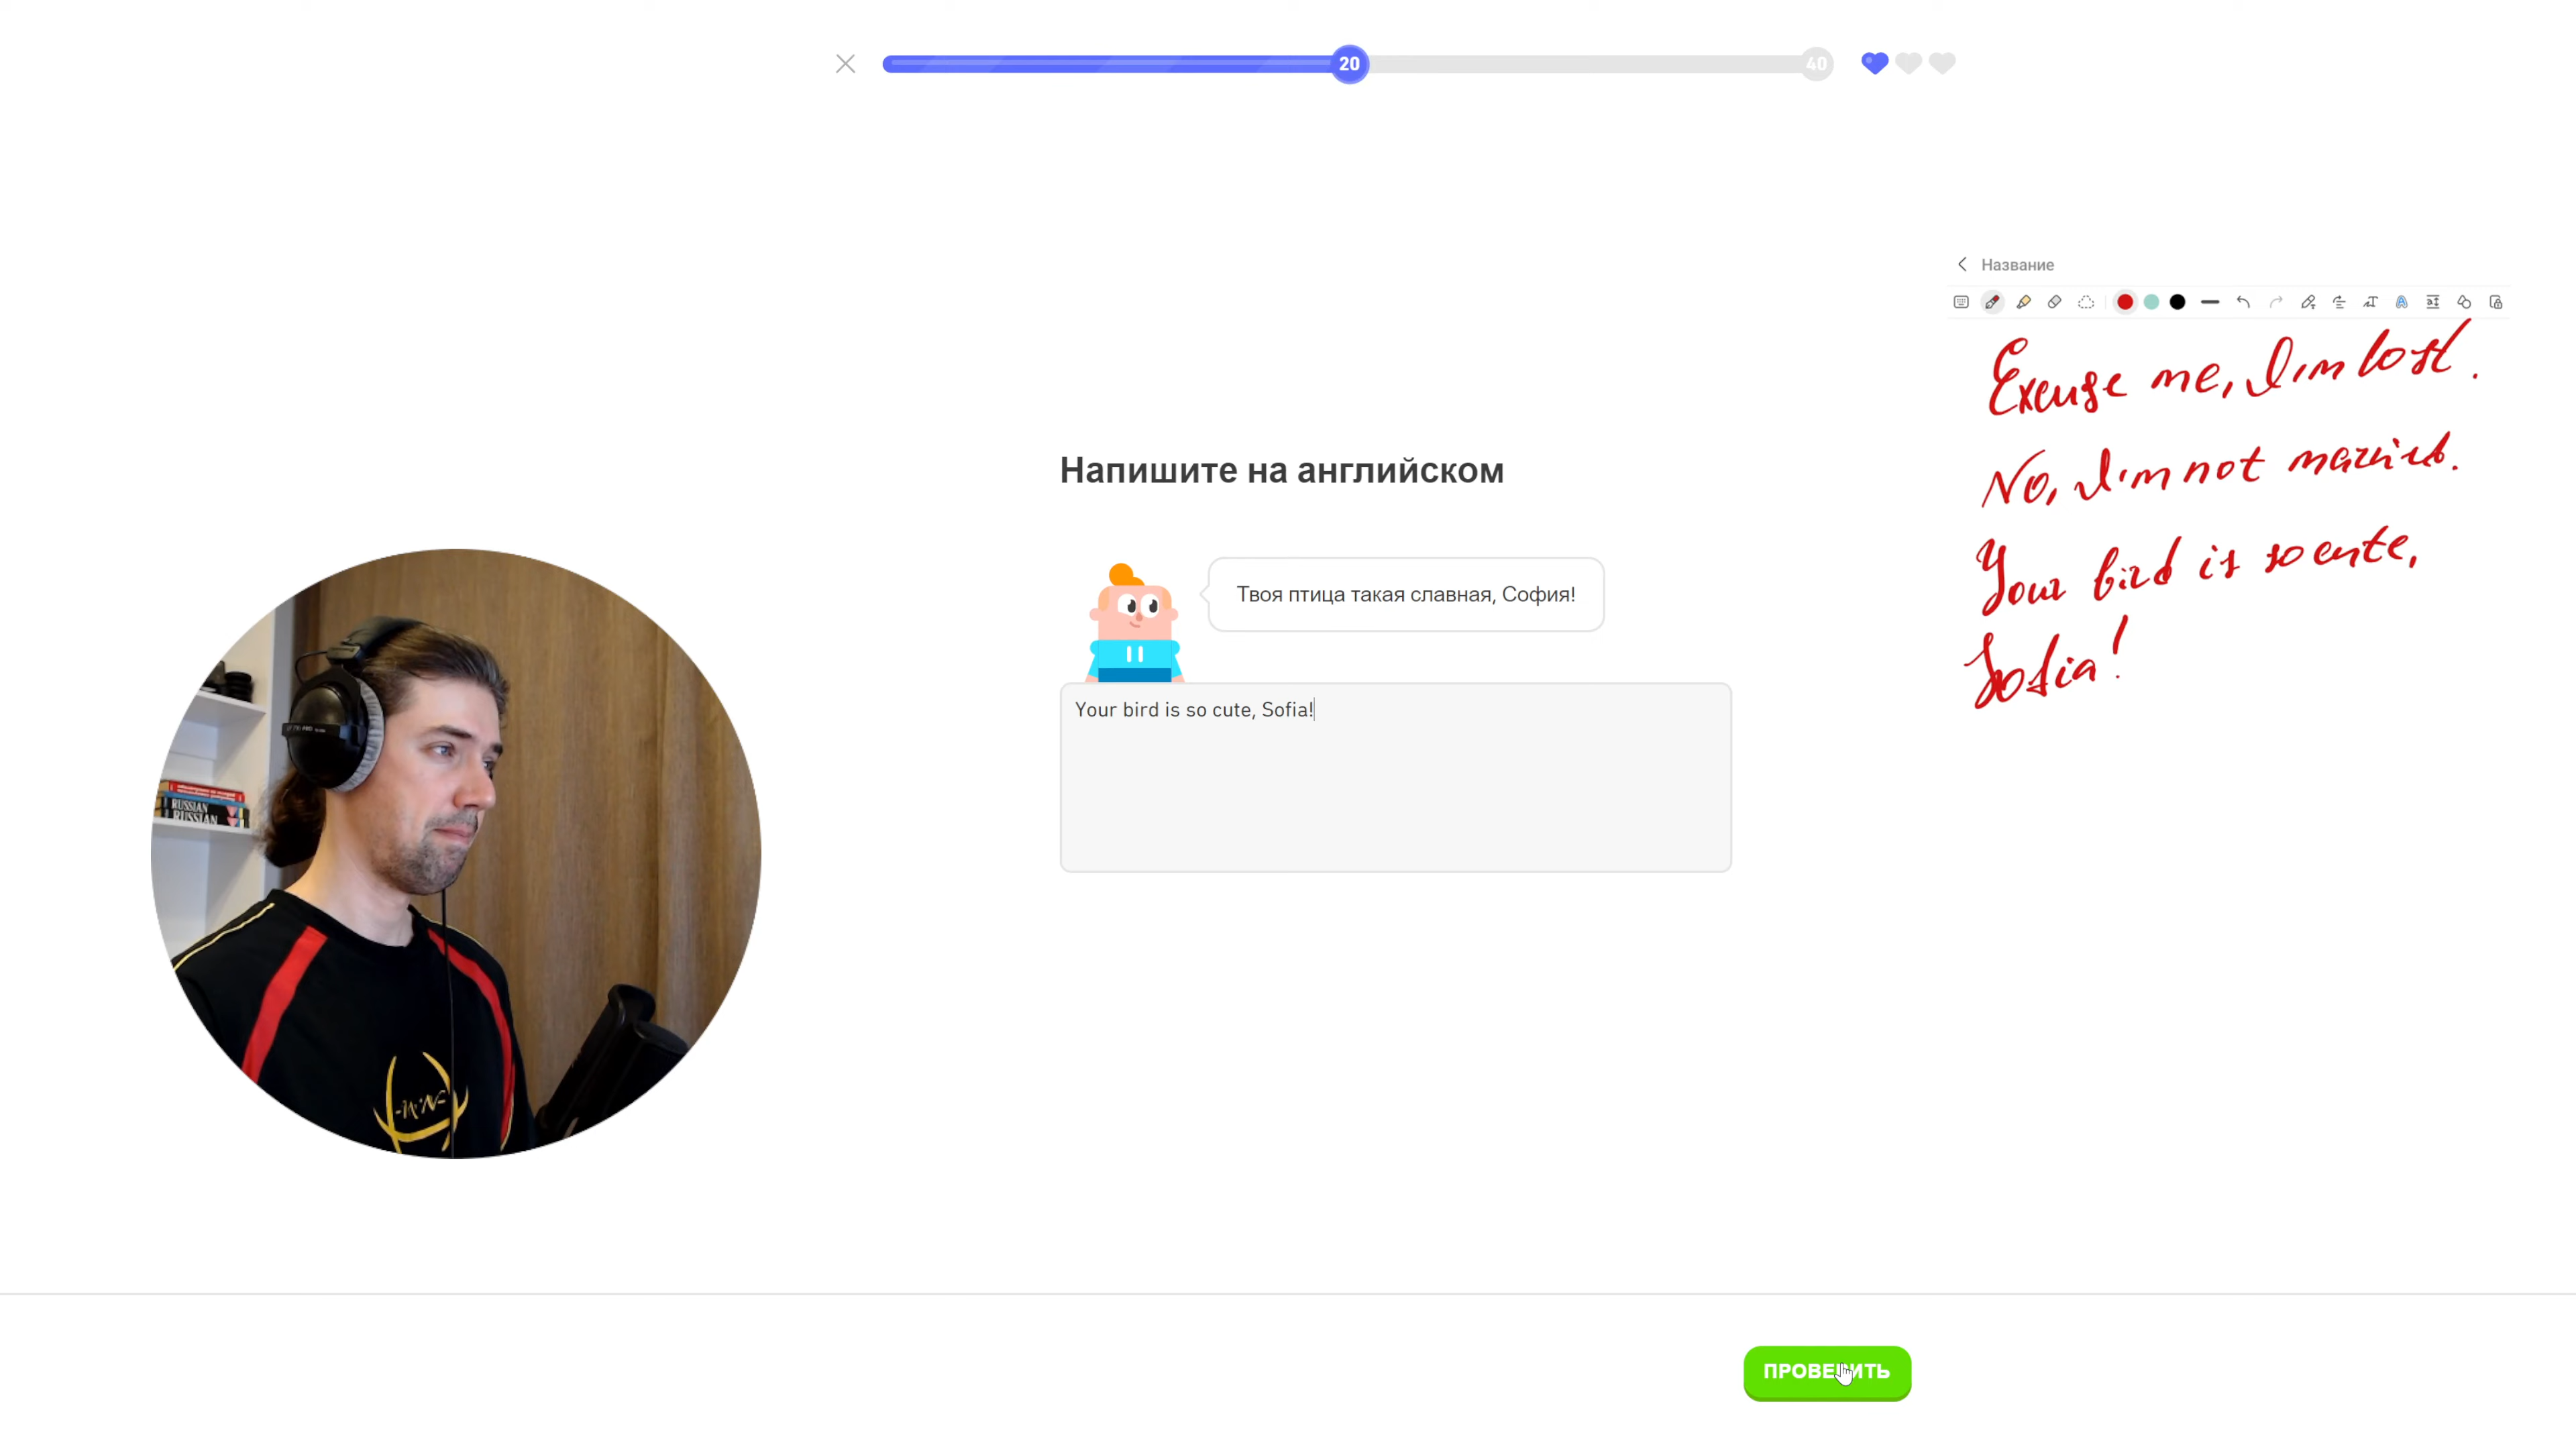 20
40
Название
Excuse me, I'm lost.
No, I'm not married.
Your bird is so cute,
Sofia!
Напишите на английском
Твоя птица такая славная, София!
Your bird is so cute, Sofia!
RUSSIAN
RUSSIAN
ПРОВЕРИТЬ